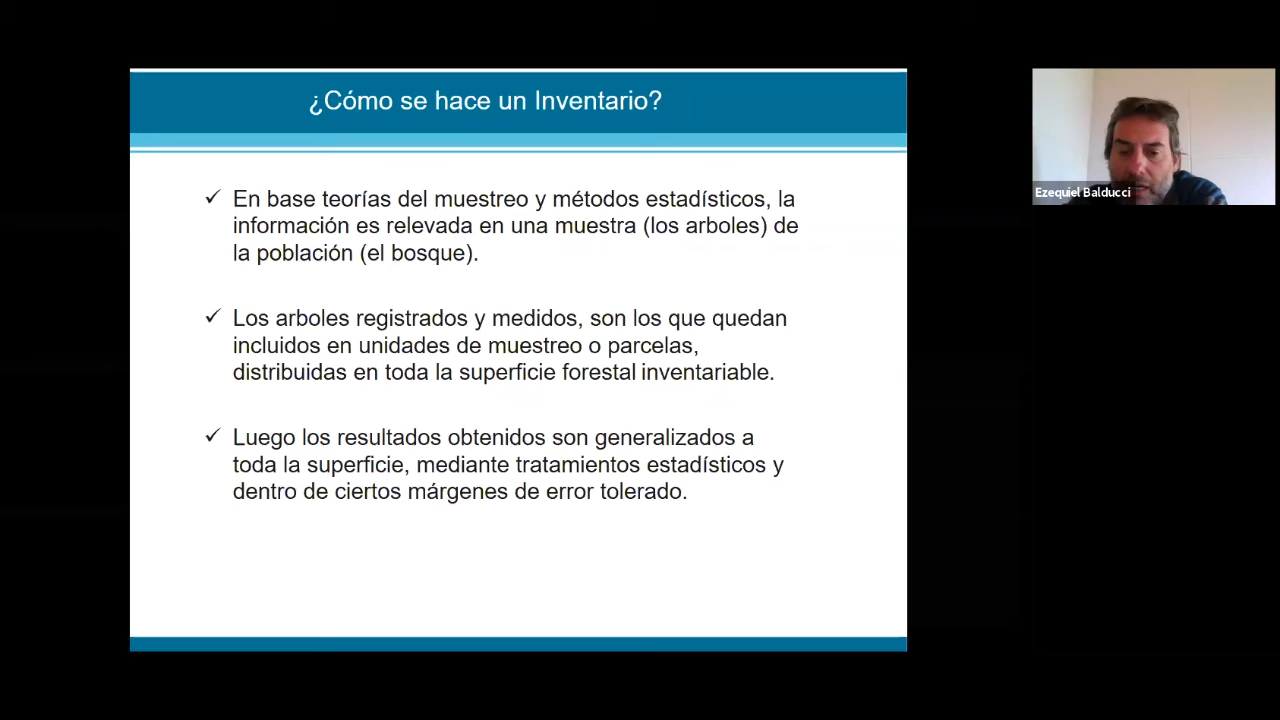 ¿Cómo se hace un Inventario?
✓ En base teorías del muestreo y métodos estadísticos, la
información es relevada en una muestra (los arboles) de
la población (el bosque).
✓ Los arboles registrados y medidos, son los que quedan
incluidos en unidades de muestreo o parcelas,
distribuidas en toda la superficie forestal inventariable.
✓ Luego los resultados obtenidos son generalizados a
toda la superficie, mediante tratamientos estadísticos y
dentro de ciertos márgenes de error tolerado.
Ezequiel Balducci